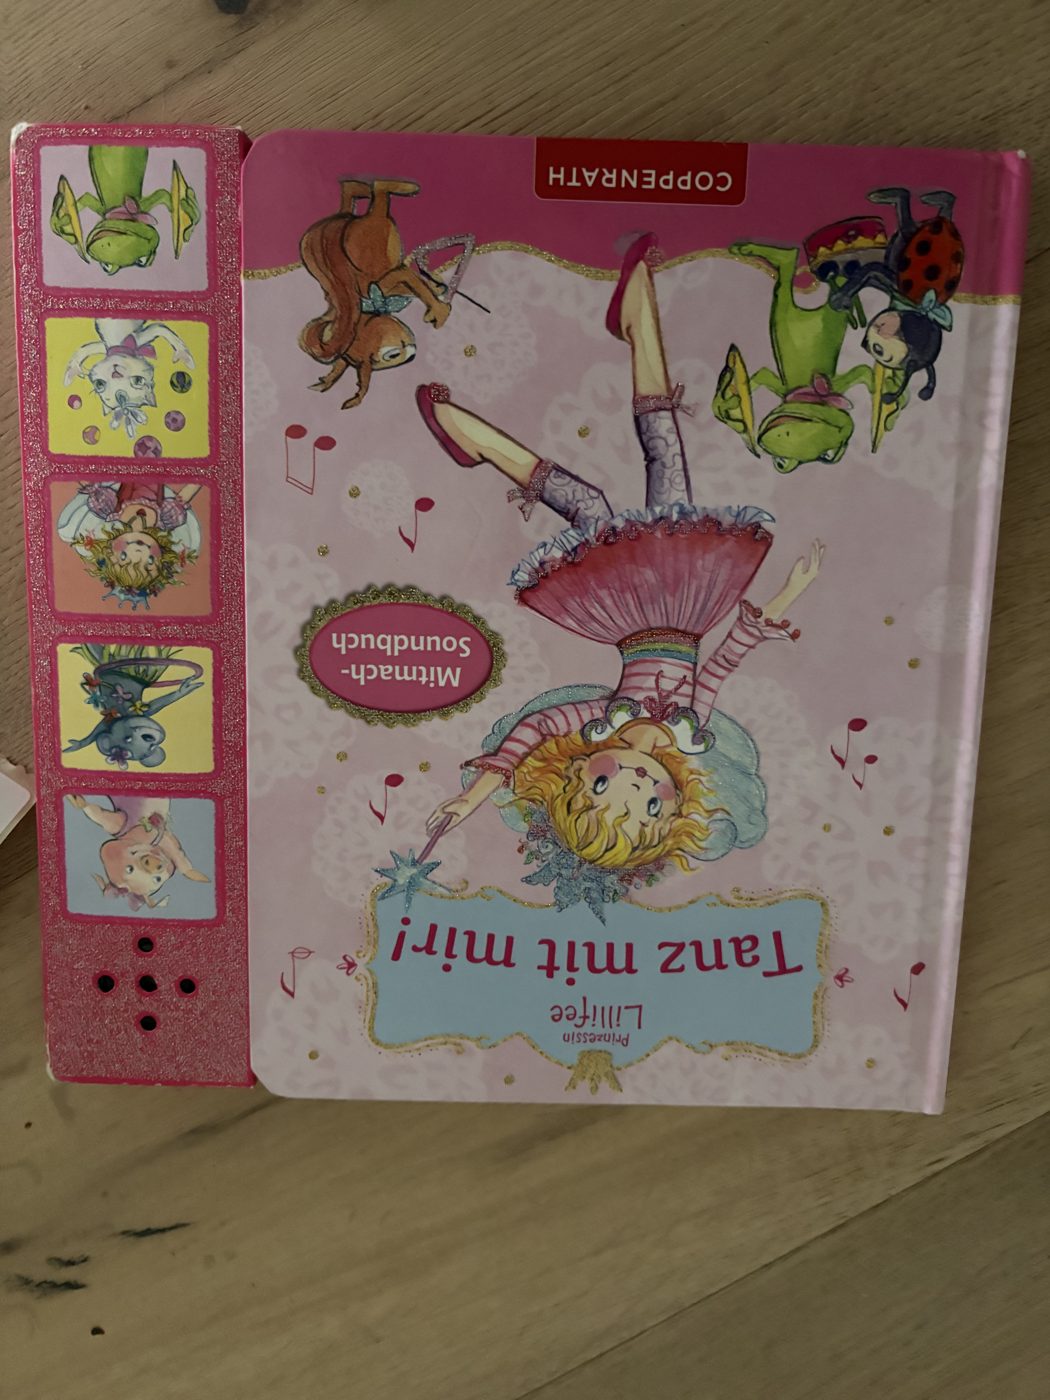 Prinzessin
Lillifee
Tanz mit mir!
Mitmach-
Soundbuch
COPPENRATH